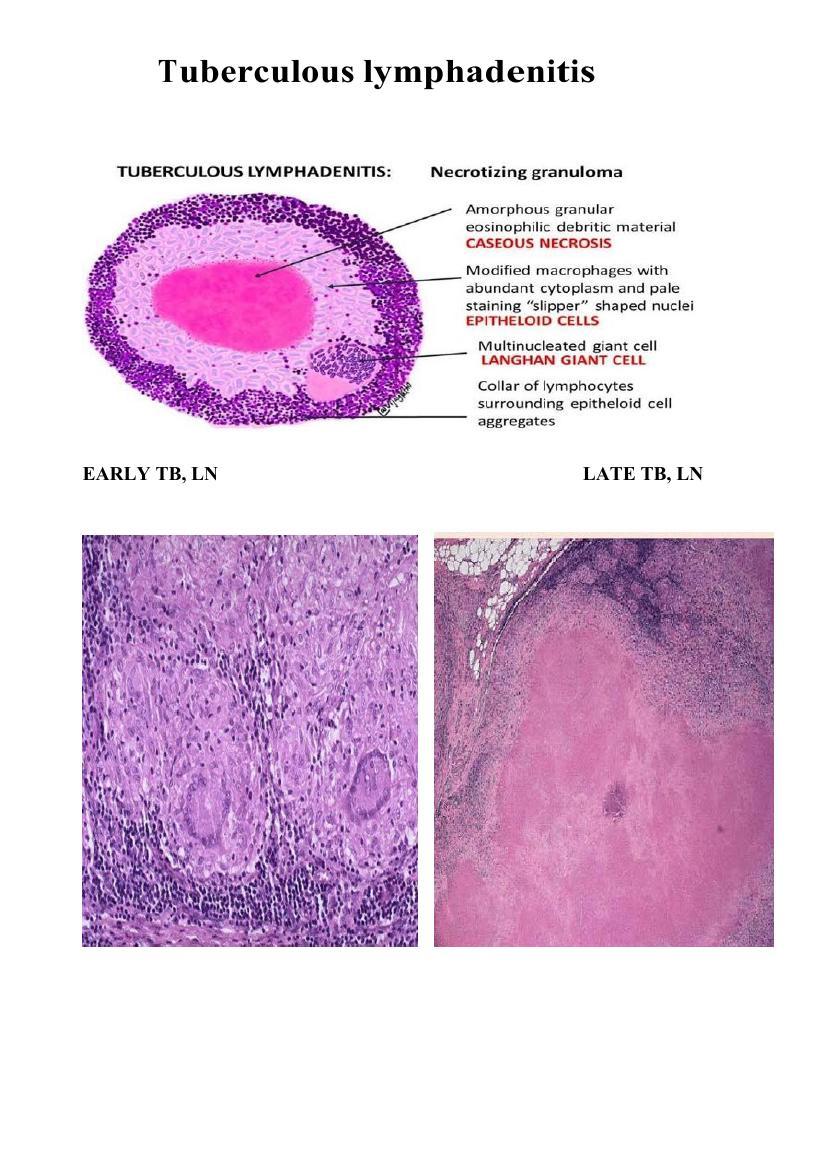 Tuberculous lymphadenitis
TUBERCULOUS LYMPHADENITIS: Necrotizing granuloma
Amorphous granular
eosinophilic debritic material
CASEOUS NECROSIS
Modified macrophages with
abundant cytoplasm and pale
staining “slipper” shaped nuclei
EPITHELOID CELLS
Multinucleated giant cell
LANGHAN GIANT CELL
Collar of lymphocytes
surrounding epitheloid cell
aggregates
EARLY TB, LN
LATE TB, LN